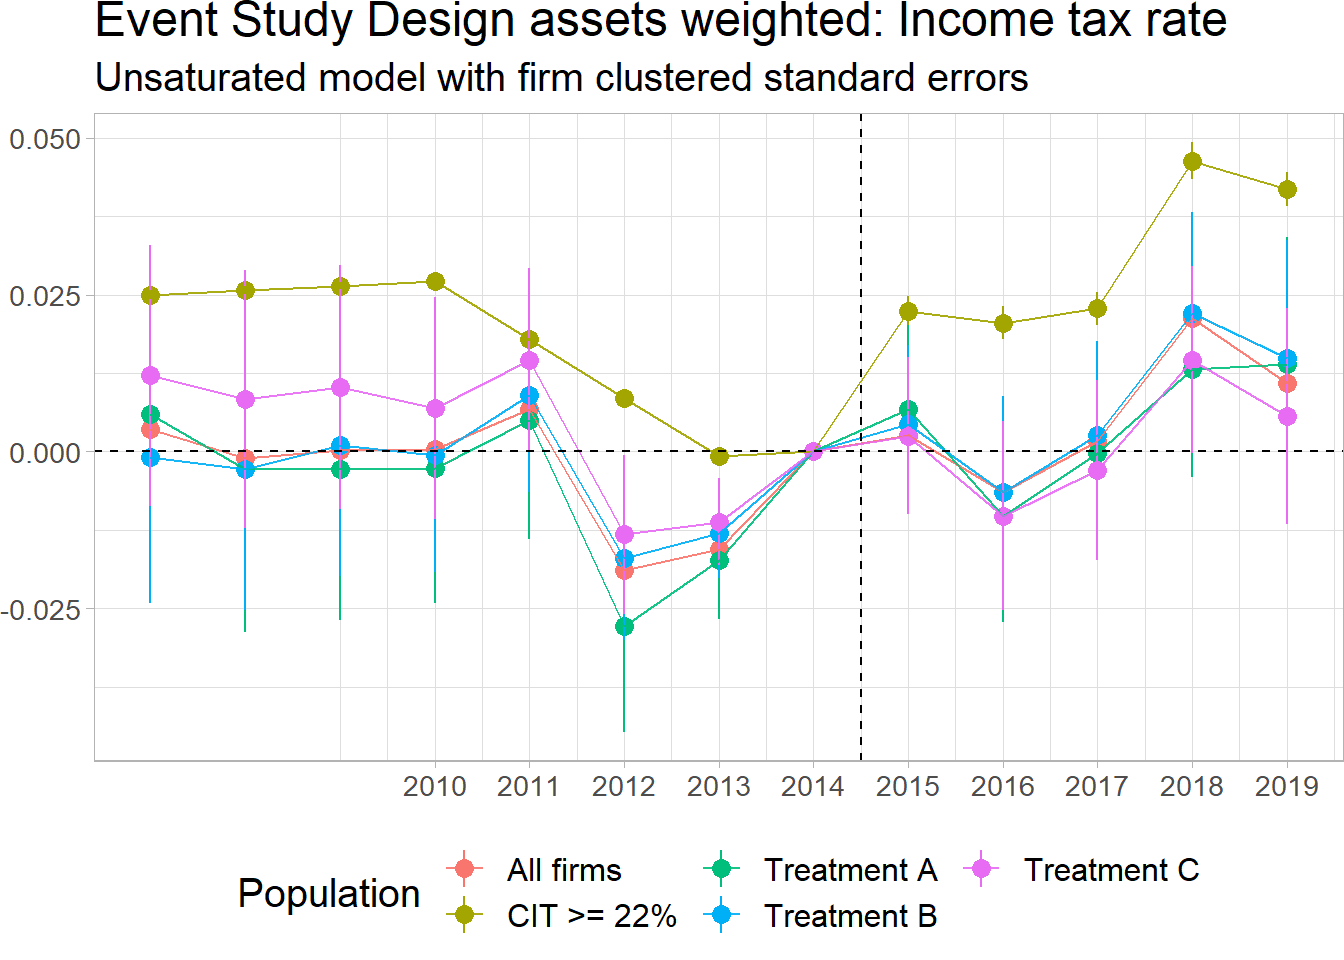 Event Study Design assets weighted: Income tax rate
Unsaturated model with firm clustered standard errors
0.050
0.025
0.000
-0.025
2010 2011 2012 2013 2014 2015 2016 2017 2018 2019
Population
All firms
Treatment A
Treatment C
CIT >= 22%
Treatment B